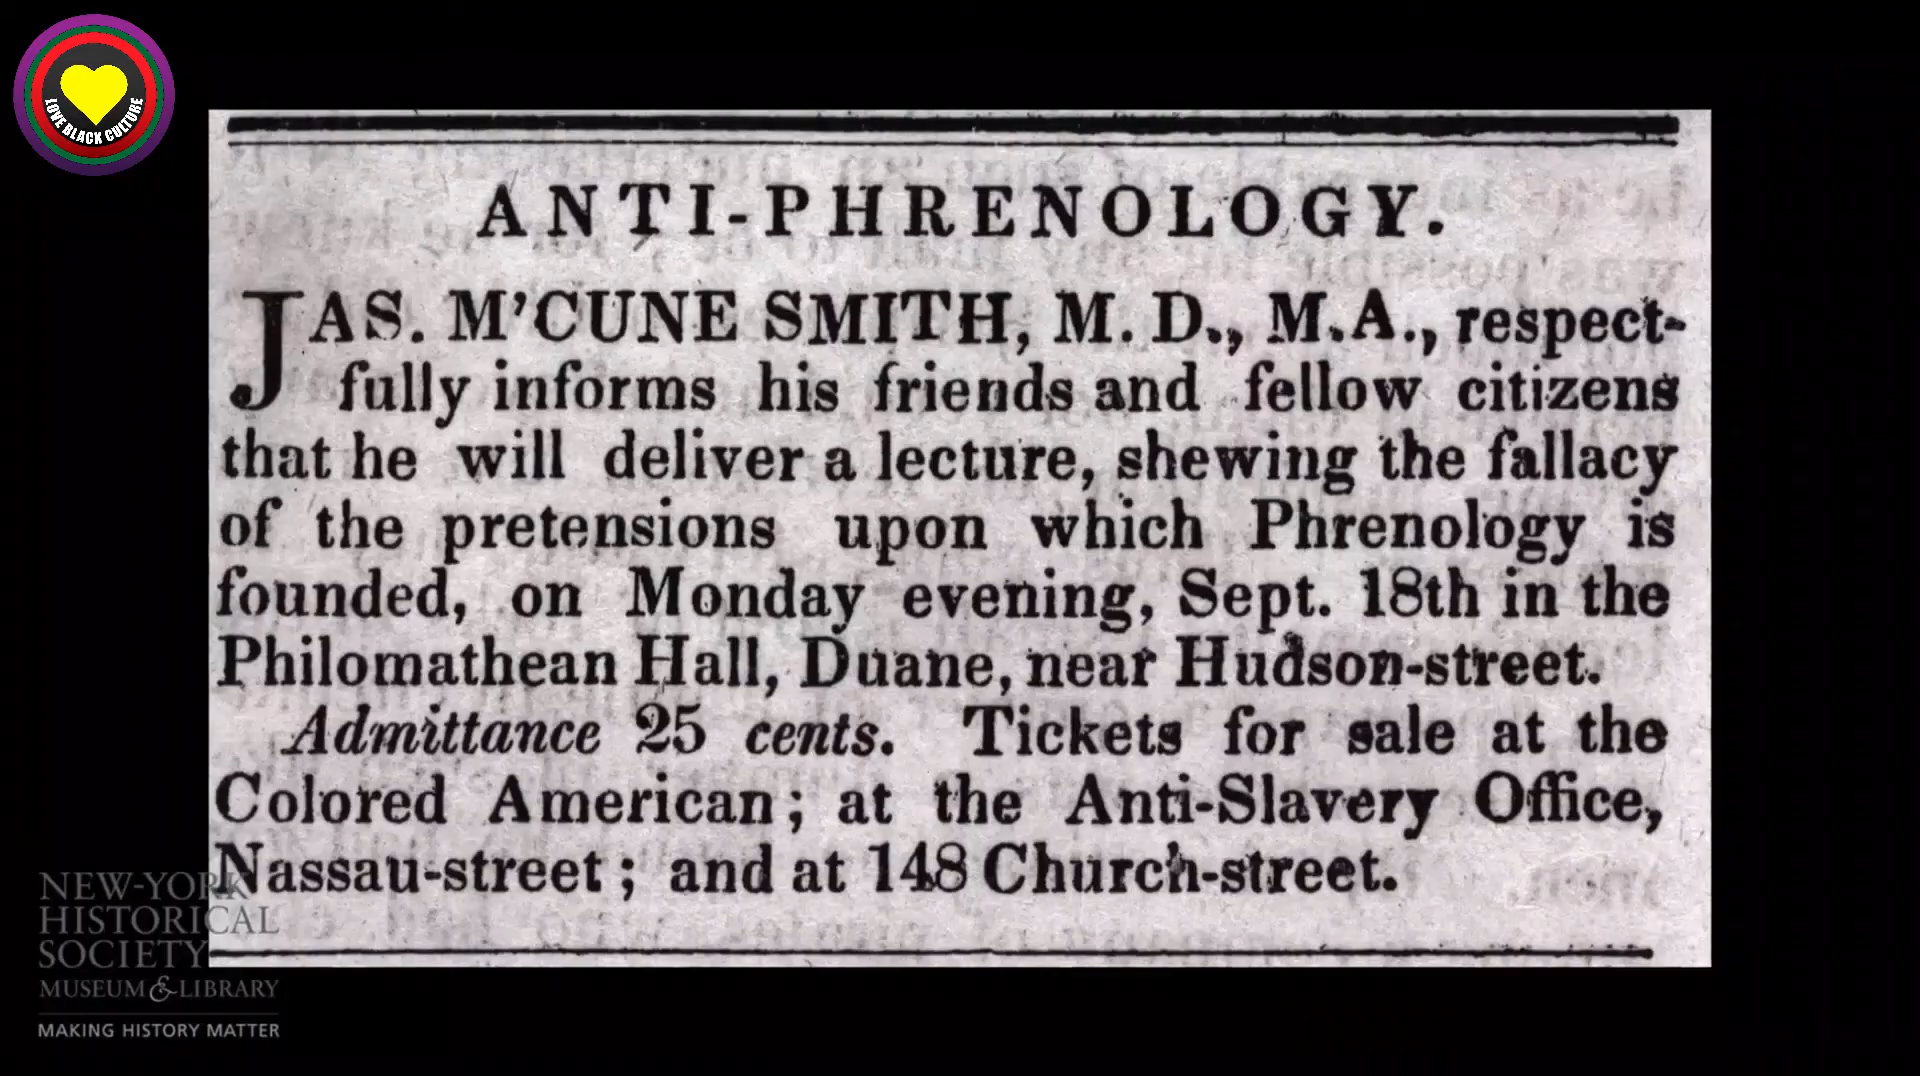 LOVE BLACK CULTURE
ANTI-PHRENOLOGY.
JAS. M'CUNE SMITH, M. D., M.A., respect-
fully informs his friends and fellow citizens
that he will deliver a lecture, shewing the fallacy
of the pretensions upon which Phrenology is
founded, on Monday evening, Sept. 18th in the
Philomathean Hall, Duane, near Hudson-street.
Admittance 25 cents. Tickets for sale at the
Colored American; at the Anti-Slavery Office,
Nassau-street; and at 148 Church-street.
NEW-YORK
HISTORICAL
SOCIETY
MUSEUM & LIBRARY
MAKING HISTORY MATTER